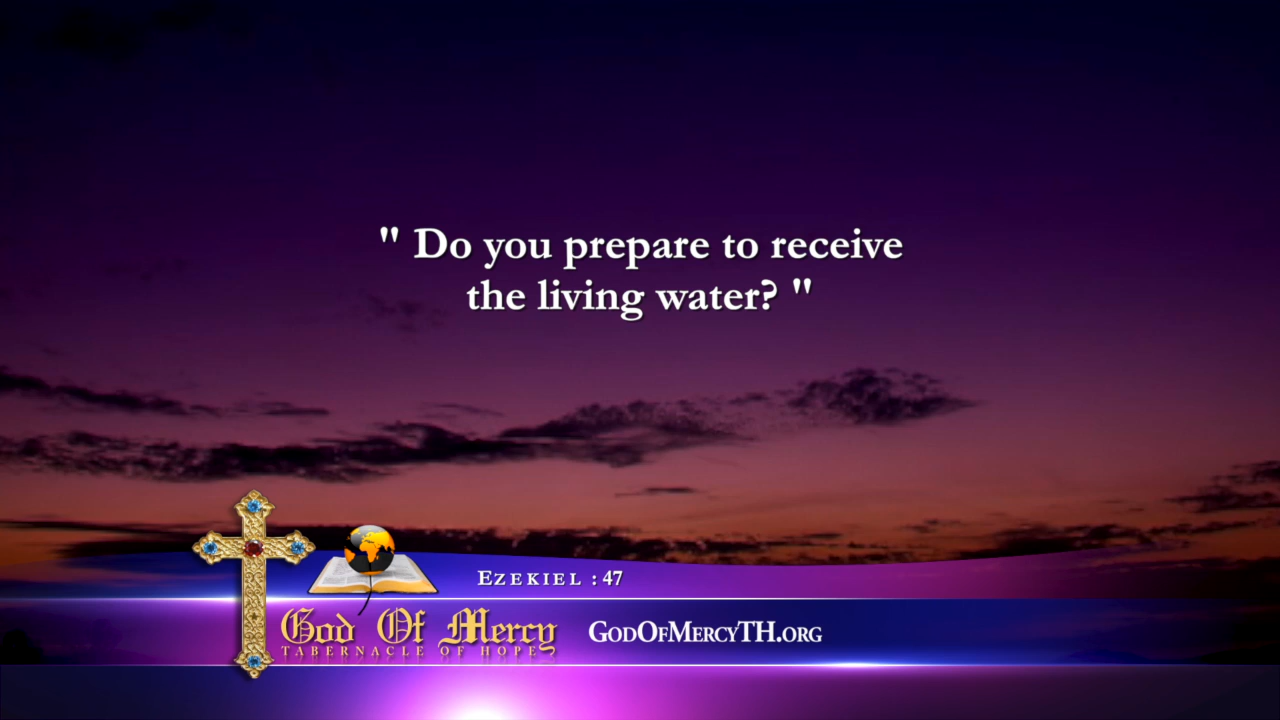 " Do you prepare to receive
the living water? "
EZEKIEL : 47
God Of Mercy
TABERNACLE OF HOPE
GODOFMERCYTH.ORG